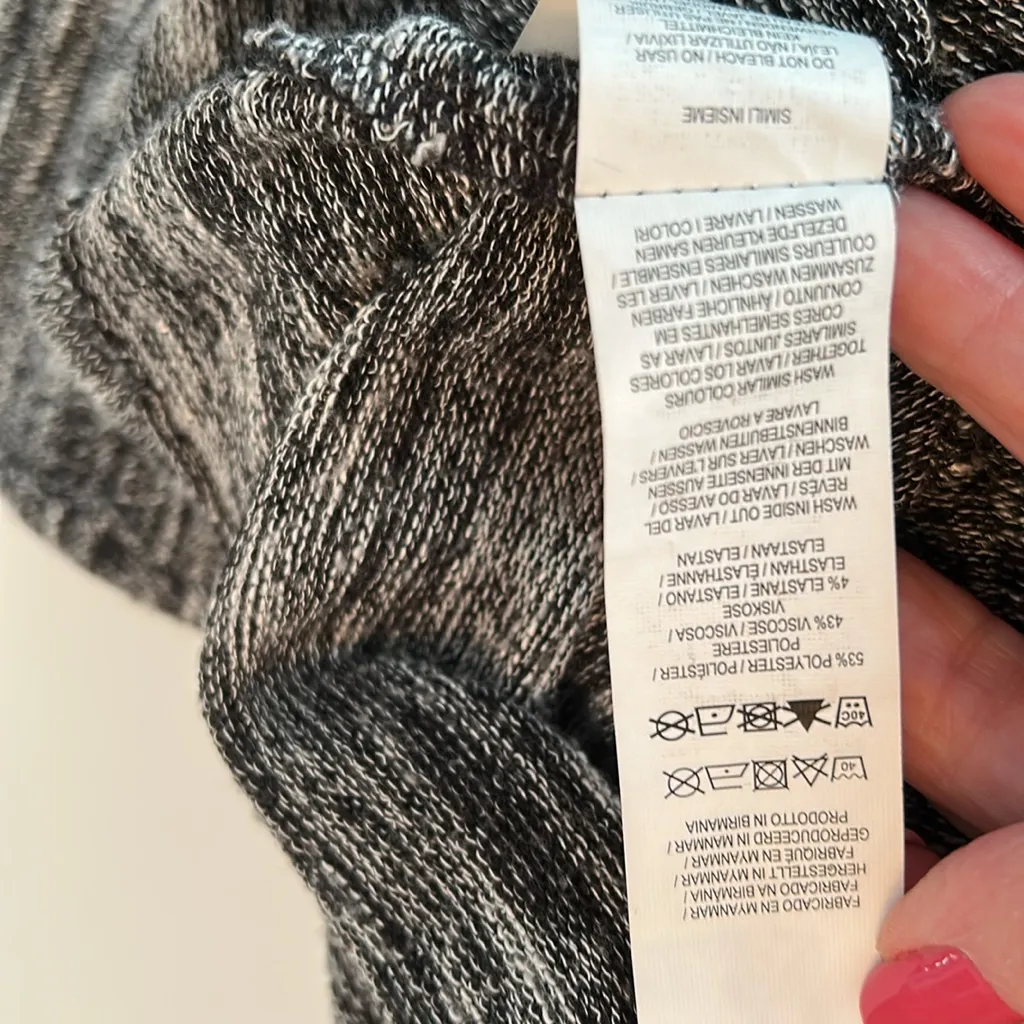 FABRICADO EN MYANMAR /
FABRICADO NA BIRMÂNIA /
HERGESTELLT IN MYANMAR /
FABRIQUÉ EN MYANMAR /
GEPRODUCEERD IN MANMAR /
PRODOTTO IN BIRMANIA
40
40C
53% POLYESTER / POLIÉSTER /
POLIESTERE
43% VISCOSE / VISCOSA /
VISKOSE
4% ELASTANE / ELASTANO /
ELASTHAN / ÉLASTHANNE /
ELASTAAN / ELASTAN
WASH INSIDE OUT / LAVAR DEL
REVÉS / LAVAR DO AVESSO /
MIT DER INNENSEITE AUSSEN
WASCHEN / LAVER SUR L'ENVERS /
BINNENSTEBUITEN WASSEN /
LAVARE A ROVESCIO
WASH SIMILAR COLOURS
TOGETHER / LAVAR LOS COLORES
SIMILARES JUNTOS / LAVAR AS
CORES SEMELHANTES EM
CONJUNTO / ÄHNLICHE FARBEN
ZUSAMMEN WASCHEN / LAVER LES
COULEURS SIMILAIRES ENSEMBLE /
DEZELFDE KLEUREN SAMEN
WASSEN / LAVARE I COLORI
SIMILI INSIEME
DO NOT BLEACH / NO USAR
LEJÍA / NÃO UTILIZAR LIXÍVIA /
KEIN BLEICHMITTEL